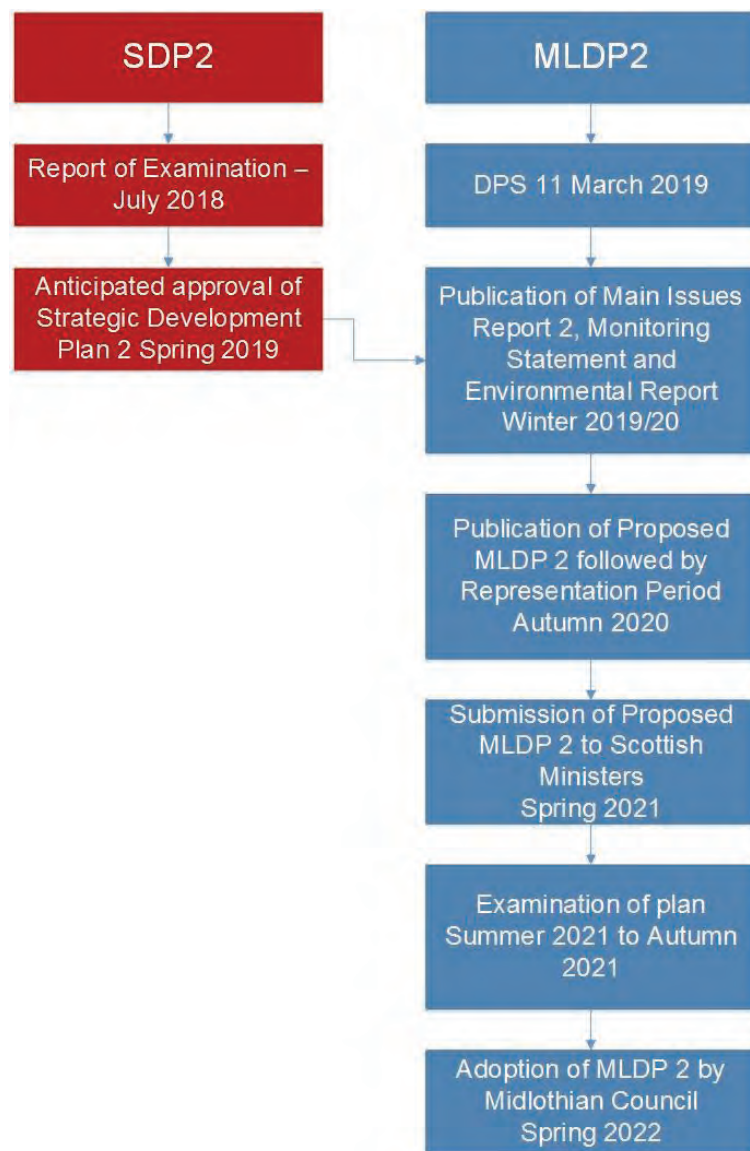 SDP2
Report of Examination –
July 2018
Anticipated approval of
Strategic Development
Plan 2 Spring 2019
MLDP2
DPS 11 March 2019
Publication of Main Issues
Report 2, Monitoring
Statement and
Environmental Report
Winter 2019/20
Publication of Proposed
MLDP 2 followed by
Representation Period
Autumn 2020
Submission of Proposed
MLDP 2 to Scottish
Ministers
Spring 2021
Examination of plan
Summer 2021 to Autumn
2021
Adoption of MLDP 2 by
Midlothian Council
Spring 2022